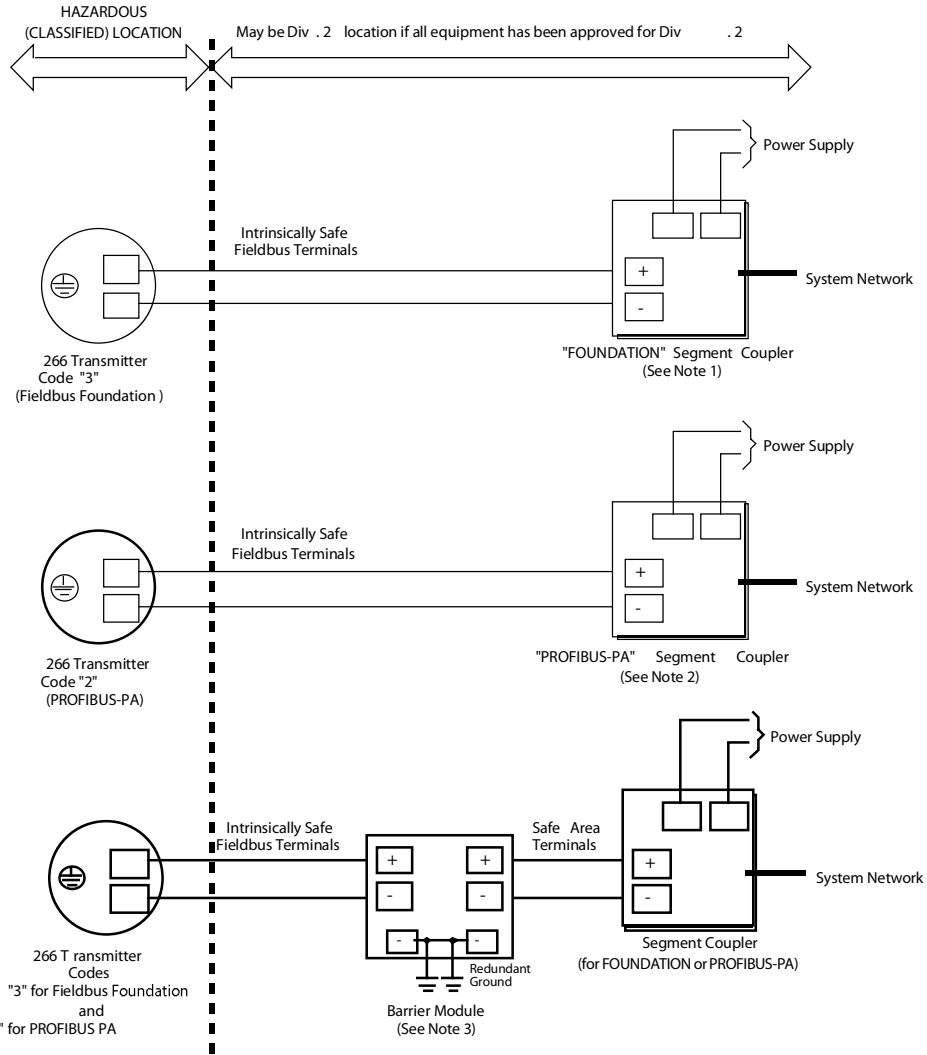 HAZARDOUS
(CLASSIFIED) LOCATION
May be Div . 2 location if all equipment has been approved for Div . 2
Power Supply
Intrinsically Safe
Fieldbus Terminals
+
-
System Network
266 Transmitter
Code "3"
(Fieldbus Foundation )
"FOUNDATION" Segment Coupler
(See Note 1)
Power Supply
Intrinsically Safe
Fieldbus Terminals
+
-
System Network
266 Transmitter
Code "2"
(PROFIBUS-PA)
"PROFIBUS-PA" Segment Coupler
(See Note 2)
Power Supply
Intrinsically Safe
Fieldbus Terminals
Safe Area
Terminals
+ + +
- - -
- -
System Network
Redundant
Ground
266 T ransmitter
Codes
"3" for Fieldbus Foundation
and
" for PROFIBUS PA
Barrier Module
(See Note 3)
Segment Coupler
(for FOUNDATION or PROFIBUS-PA)